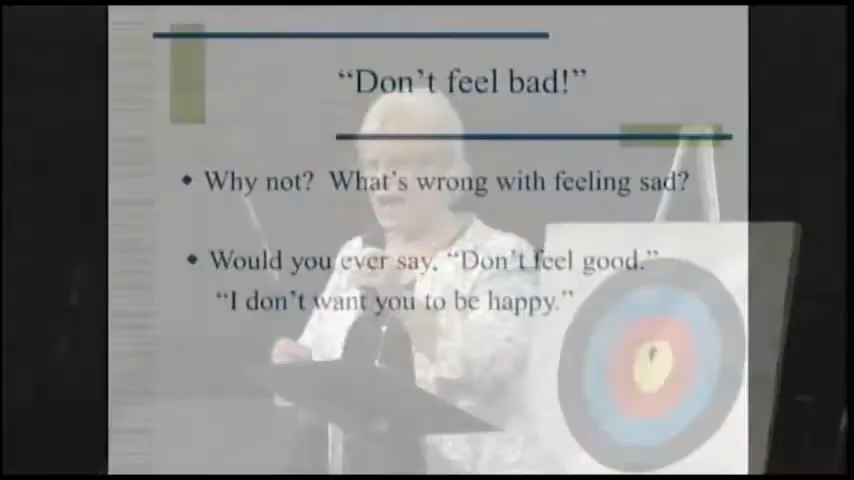 “Don’t feel bad!”
Why not? What’s wrong with feeling sad?
Would you ever say, “Don’t feel good.”
“I don’t want you to be happy.”